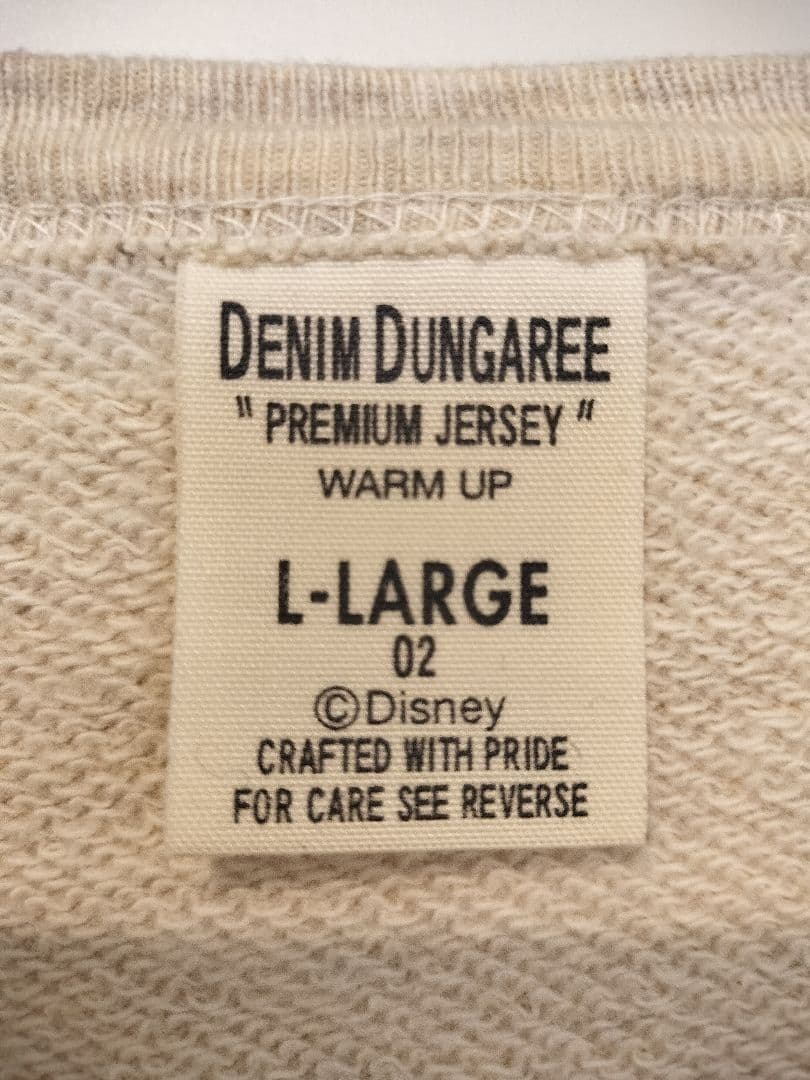 DENIM DUNGAREE
" PREMIUM JERSEY "
WARM UP
L-LARGE
02
©Disney
CRAFTED WITH PRIDE
FOR CARE SEE REVERSE